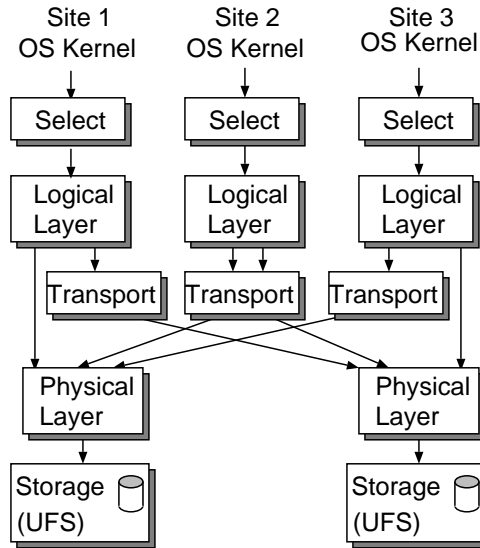 Site 1
OS Kernel
Site 2
OS Kernel
Site 3
OS Kernel
Select
Select
Select
Logical
Layer
Logical
Layer
Logical
Layer
Transport
Transport
Transport
Physical
Layer
Physical
Layer
Storage
(UFS)
Storage
(UFS)